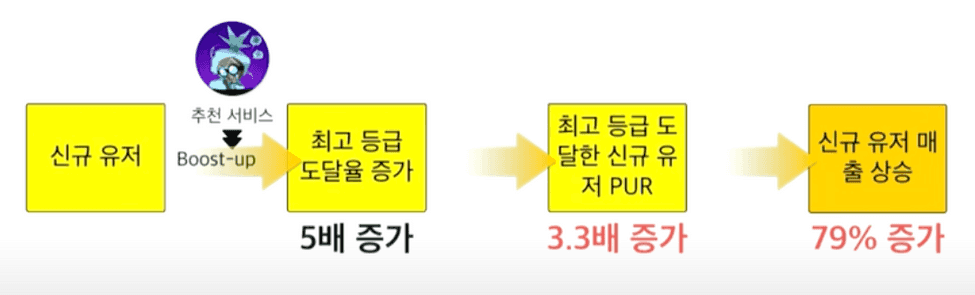 추천 서비스
Boost-up
신규 유저
최고 등급
도달율 증가
5배 증가
최고 등급 도
달한 신규 유
저 PUR
3.3배 증가
신규 유저 매
출 상승
79% 증가